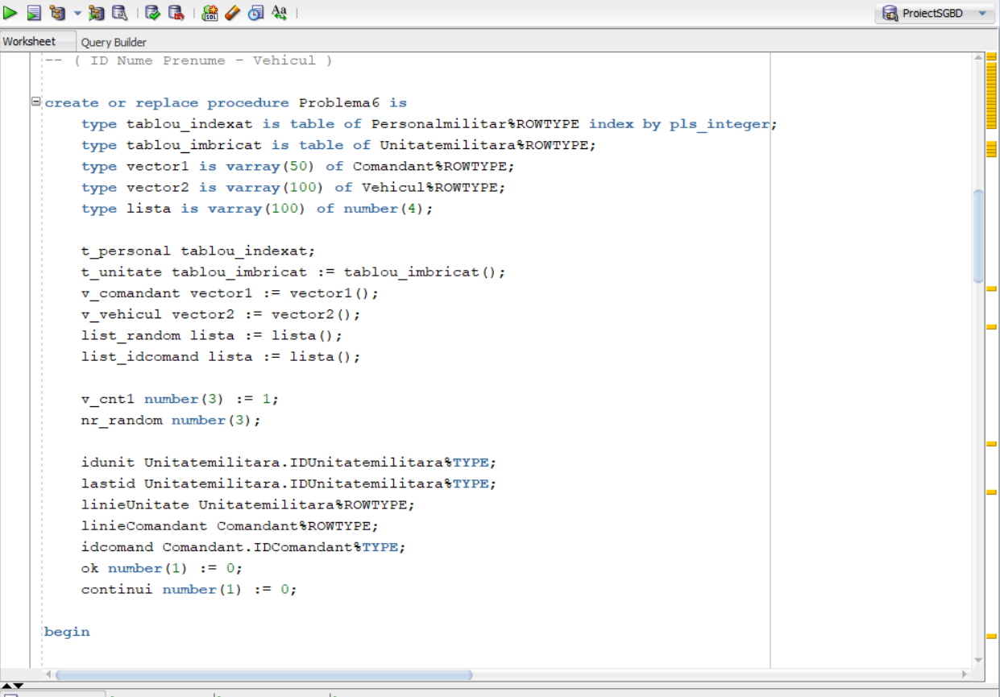 ProiectSGBD
Worksheet
Query Builder
-- ( ID Nume Prenume - Vehicul )
create or replace procedure Problema6 is
type tablou_indexat is table of Personalmilitar%ROWTYPE index by pls_integer;
type tablou_imbricat is table of Unitatemilitara%ROWTYPE;
type vector1 is varray(50) of Comandant%ROWTYPE;
type vector2 is varray(100) of Vehicul%ROWTYPE;
type lista is varray(100) of number(4);
t_personal tablou_indexat;
t_unitate tablou_imbricat := tablou_imbricat();
v_comandant vector1 := vector1();
v_vehicul vector2 := vector2();
list_random lista := lista();
list_idcomand lista := lista();
v_cnt1 number(3) := 1;
nr_random number(3);
idunit Unitatemilitara.IDUnitatemilitara%TYPE;
lastid Unitatemilitara.IDUnitatemilitara%TYPE;
linieUnitate Unitatemilitara%ROWTYPE;
linieComandant Comandant%ROWTYPE;
idcomand Comandant.IDComandant%TYPE;
ok number(1) := 0;
continui number(1) := 0;
begin